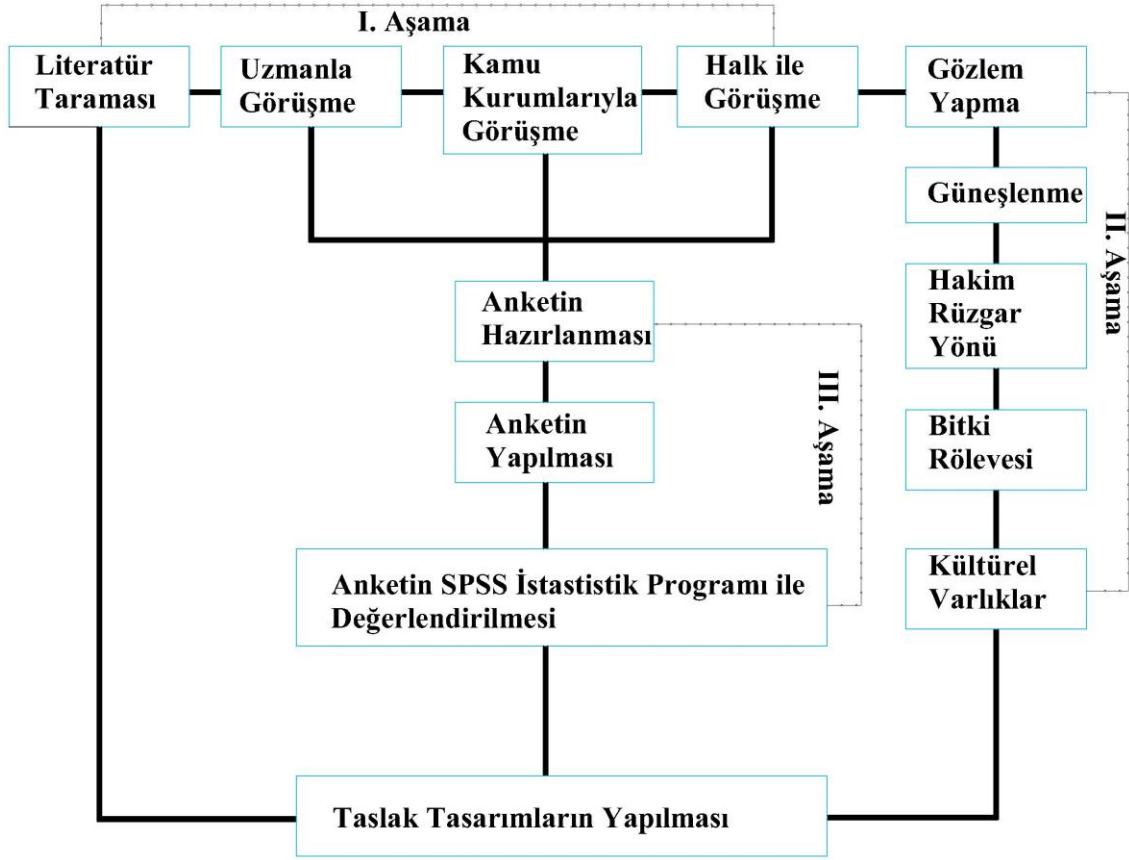 I. Aşama
Literatür
Taraması
Uzmanla
Görüşme
Kamu
Kurumlarıyla
Görüşme
Halk ile
Görüşme
Gözlem
Yapma
Güneşlenme
II. Aşama
Hakim
Rüzgar
Yönü
Anketin
Hazırlanması
III. Aşama
Anketin
Yapılması
Bitki
Rölevesi
Anketin SPSS İstastistik Programı ile
Değerlendirilmesi
Kültürel
Varlıklar
Taslak Tasarımların Yapılması